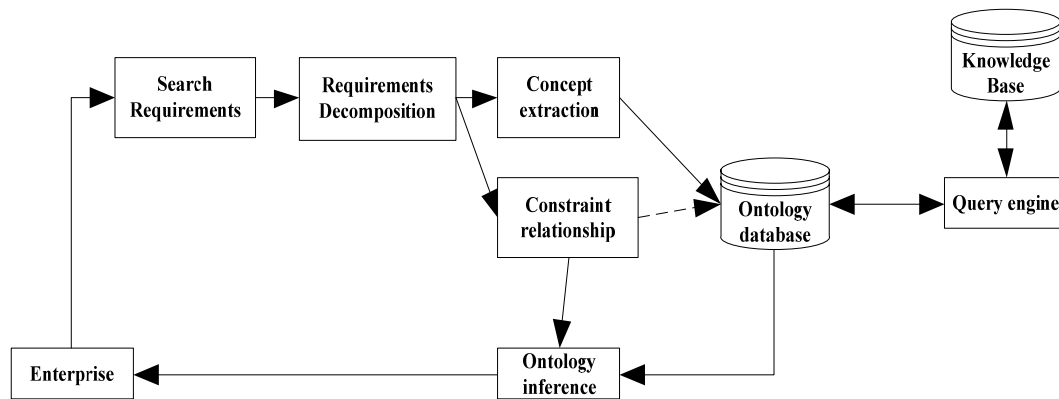 Search
Requirements
Requirements
Decomposition
Concept
extraction
Knowledge
Base
Constraint
relationship
Ontology
database
Query engine
Enterprise
Ontology
inference